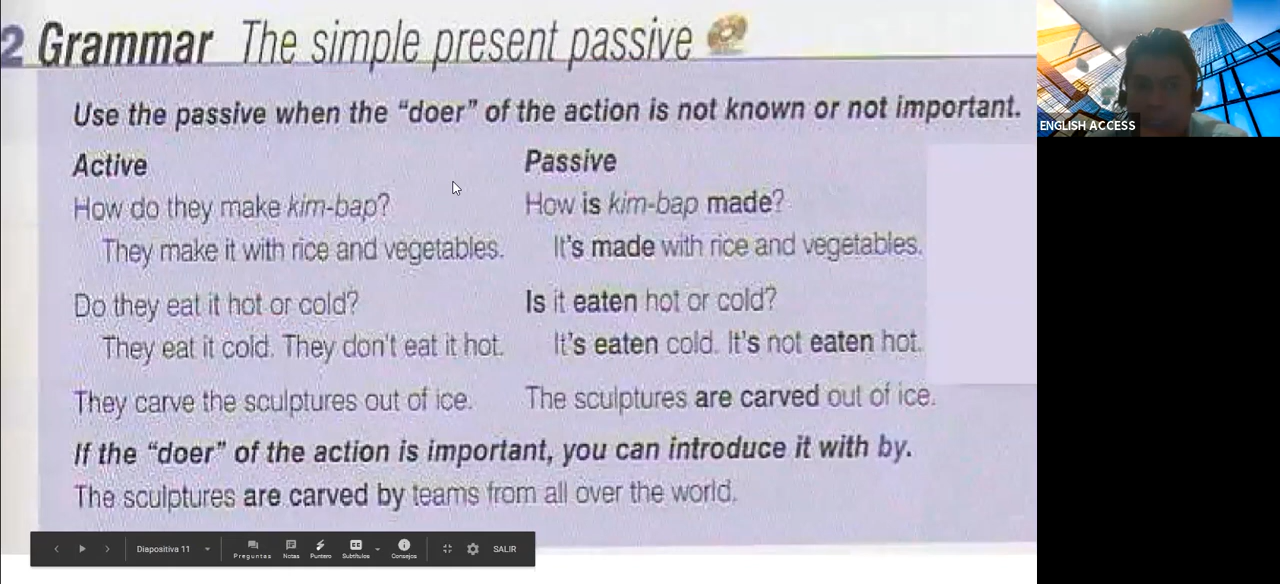 2 Grammar The simple present passive
Use the passive when the “doer” of the action is not known or not important.
Active
Passive
How do they make kim-bap?
How is kim-bap made?
They make it with rice and vegetables.
It's made with rice and vegetables.
Do they eat it hot or cold?
Is it eaten hot or cold?
They eat it cold. They don't eat it hot.
It's eaten cold. It's not eaten hot.
They carve the sculptures out of ice.
The sculptures are carved out of ice.
If the “doer” of the action is important, you can introduce it with by.
The sculptures are carved by teams from all over the world.
Diapositiva 11
Preguntas
Notas
Puntero
Subtítulos
Consejos
SALIR
ENGLISH ACCESS